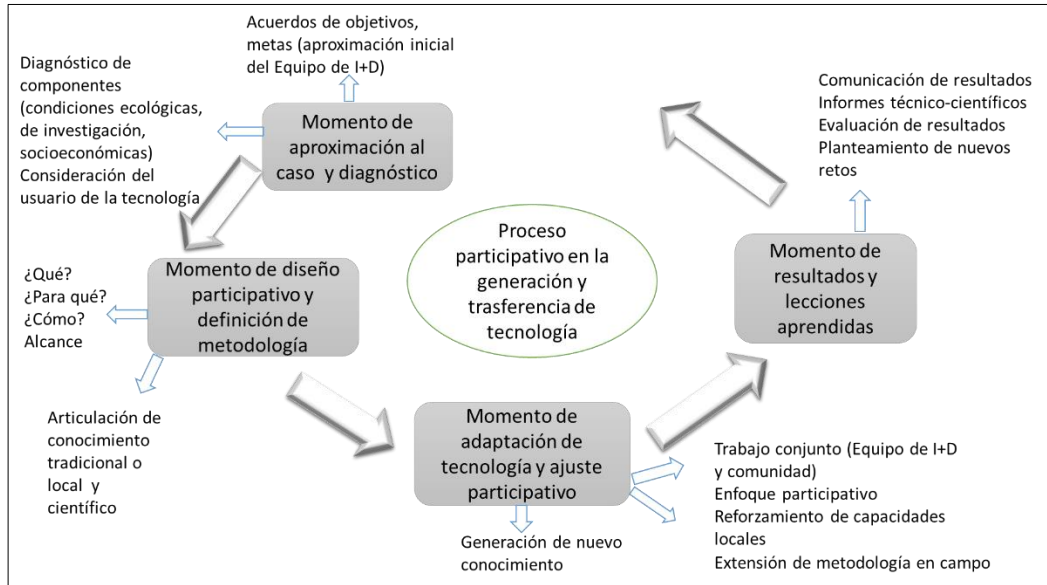 Acuerdos de objetivos,
metas (aproximación inicial
del Equipo de I+D)
Diagnóstico de
componentes
(condiciones ecológicas,
de investigación,
socioeconómicas)
Consideración del
usuario de la tecnología
Momento de
aproximación al
caso y diagnóstico
Comunicación de resultados
Informes técnico-científicos
Evaluación de resultados
Planteamiento de nuevos
retos
Proceso
participativo en la
generación y
trasferencia de
tecnología
Momento de
resultados y
lecciones
aprendidas
¿Qué?
¿Para qué?
¿Cómo?
Alcance
Momento de diseño
participativo y
definición de
metodología
Articulación de
conocimiento
tradicional o
local y
científico
Momento de
adaptación de
tecnología y ajuste
participativo
Generación de nuevo
conocimiento
Trabajo conjunto (Equipo de I+D
y comunidad)
Enfoque participativo
Reforzamiento de capacidades
locales
Extensión de metodología en campo